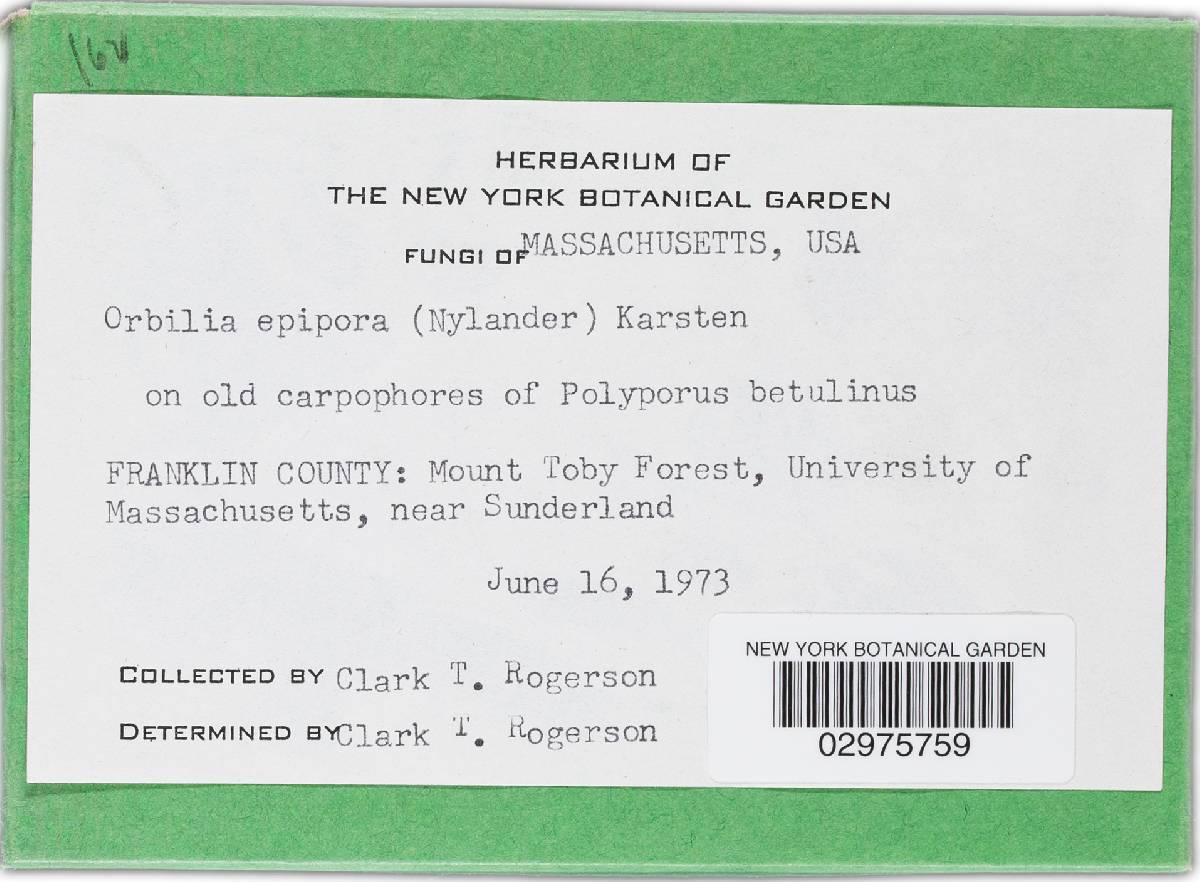 HERBARIUM OF
THE NEW YORK BOTANICAL GARDEN
FUNGI OF MASSACHUSETTS, USA
Orbilia epipora (Nylander) Karsten
on old carpophores of Polyporus betulinus
FRANKLIN COUNTY: Mount Toby Forest, University of
Massachusetts, near Sunderland
June 16, 1973
COLLECTED BY Clark T. Rogerson
DETERMINED BY Clark T. Rogerson
NEW YORK BOTANICAL GARDEN
02975759